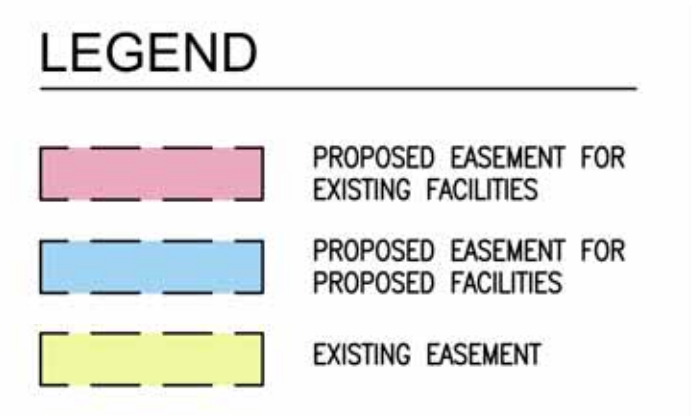 LEGEND
PROPOSED EASEMENT FOR
EXISTING FACILITIES
PROPOSED EASEMENT FOR
PROPOSED FACILITIES
EXISTING EASEMENT